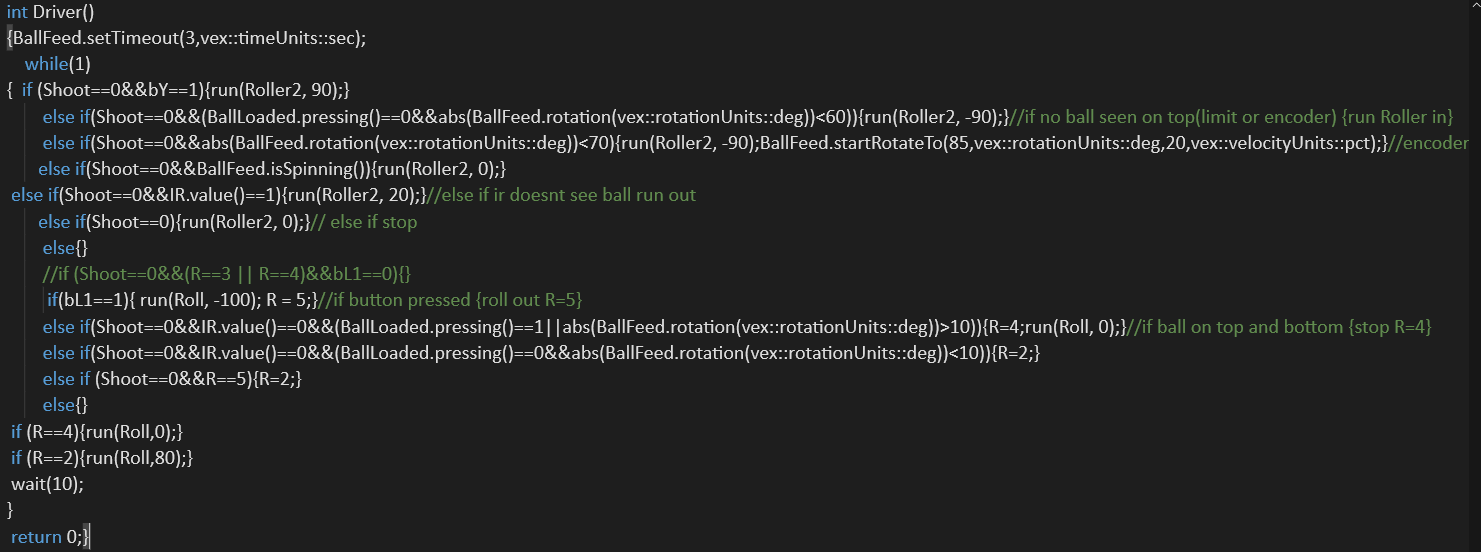 int Driver()
{BallFeed.setTimeout(3,vex::timeUnits::sec);
while(1)
{ if (Shoot==0&&bY==1){run(Roller2, 90);}
else if(Shoot==0&&(BallLoaded.pressing()==0&&abs(BallFeed.rotation(vex::rotationUnits::deg))<60)){run(Roller2, -90);}//if no ball seen on top(limit or encoder) {run Roller in}
else if(Shoot==0&&abs(BallFeed.rotation(vex::rotationUnits::deg))<70){run(Roller2, -90);BallFeed.startRotateTo(85,vex::rotationUnits::deg,20,vex::velocityUnits::pct);}//encoder
else if(Shoot==0&&BallFeed.isSpinning()){run(Roller2, 0);}
else if(Shoot==0&&IR.value()==1){run(Roller2, 20);}//else if ir doesnt see ball run out
else if(Shoot==0){run(Roller2, 0);}// else if stop
else{}
//if (Shoot==0&&(R==3 || R==4)&&bL1==0){}
if(bL1==1){ run(Roll, -100); R = 5;}//if button pressed {roll out R=5}
else if(Shoot==0&&IR.value()==0&&(BallLoaded.pressing()==1||abs(BallFeed.rotation(vex::rotationUnits::deg))>10)){R=4;run(Roll, 0);}//if ball on top and bottom {stop R=4}
else if(Shoot==0&&IR.value()==0&&(BallLoaded.pressing()==0&&abs(BallFeed.rotation(vex::rotationUnits::deg))<10)){R=2;}
else if (Shoot==0&&R==5){R=2;}
else{}
if (R==4){run(Roll,0);}
if (R==2){run(Roll,80);}
wait(10);
}
return 0;}